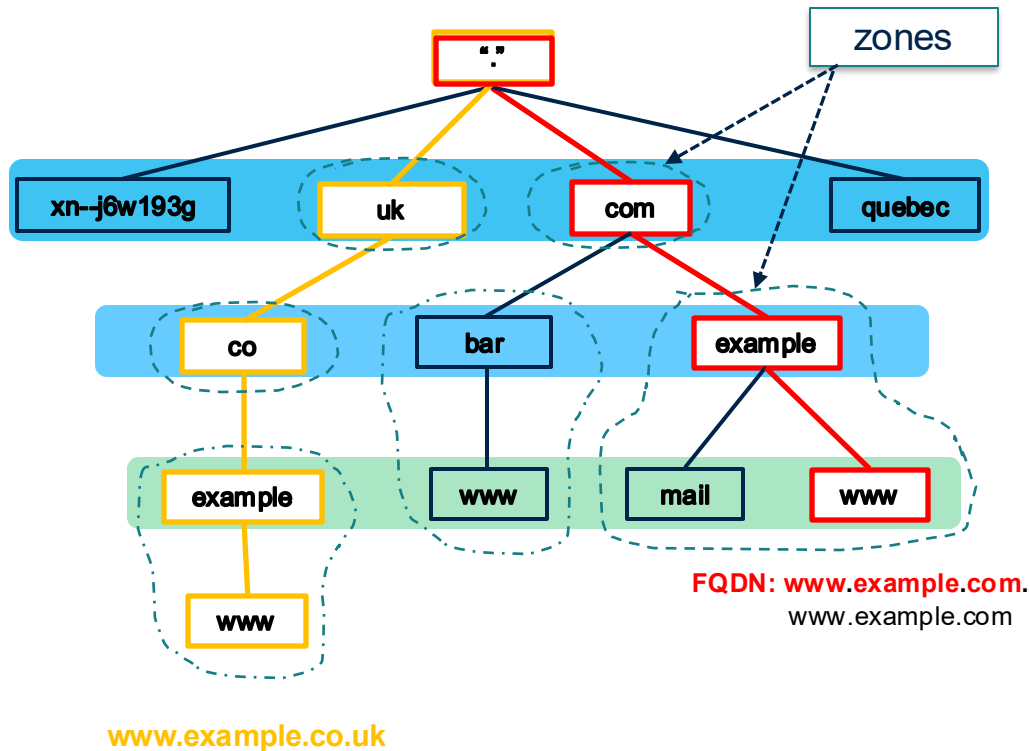 zones
“.”
xn--j6w193g
uk
com
quebec
co
bar
example
example
www
mail
www
www
FQDN: www.example.com.
www.example.com
www.example.co.uk